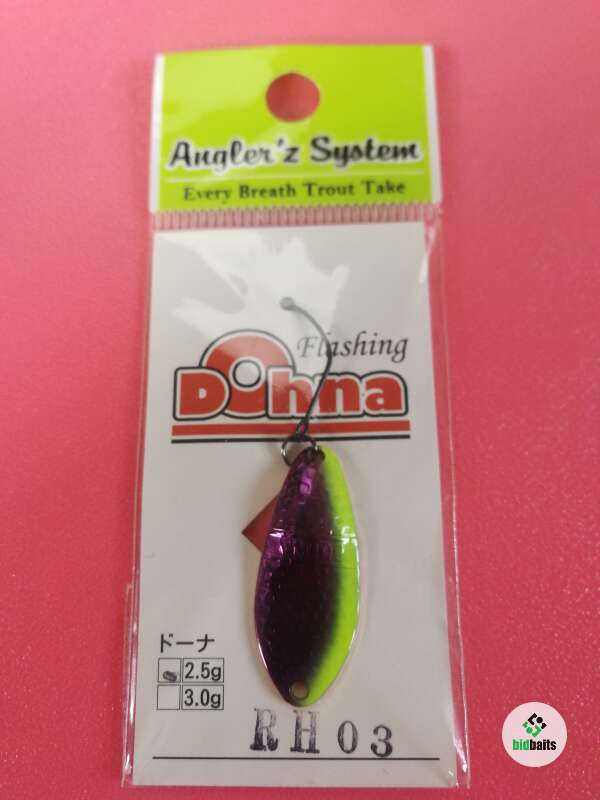 Angler'z System
Every Breath Trout Take
Flashing
Dohna
ドーナ
2.5g
3.0g
RH03
bidbaits